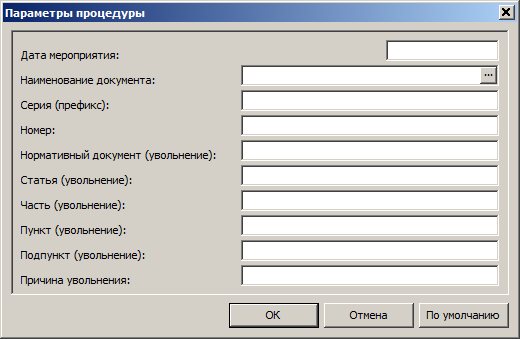 Параметры процедуры
Дата мероприятия:
Наименование документа:
...
Серия (префикс):
Номер:
Нормативный документ (увольнение):
Статья (увольнение):
Часть (увольнение):
Пункт (увольнение):
Подпункт (увольнение):
Причина увольнения:
OK Отмена По умолчанию